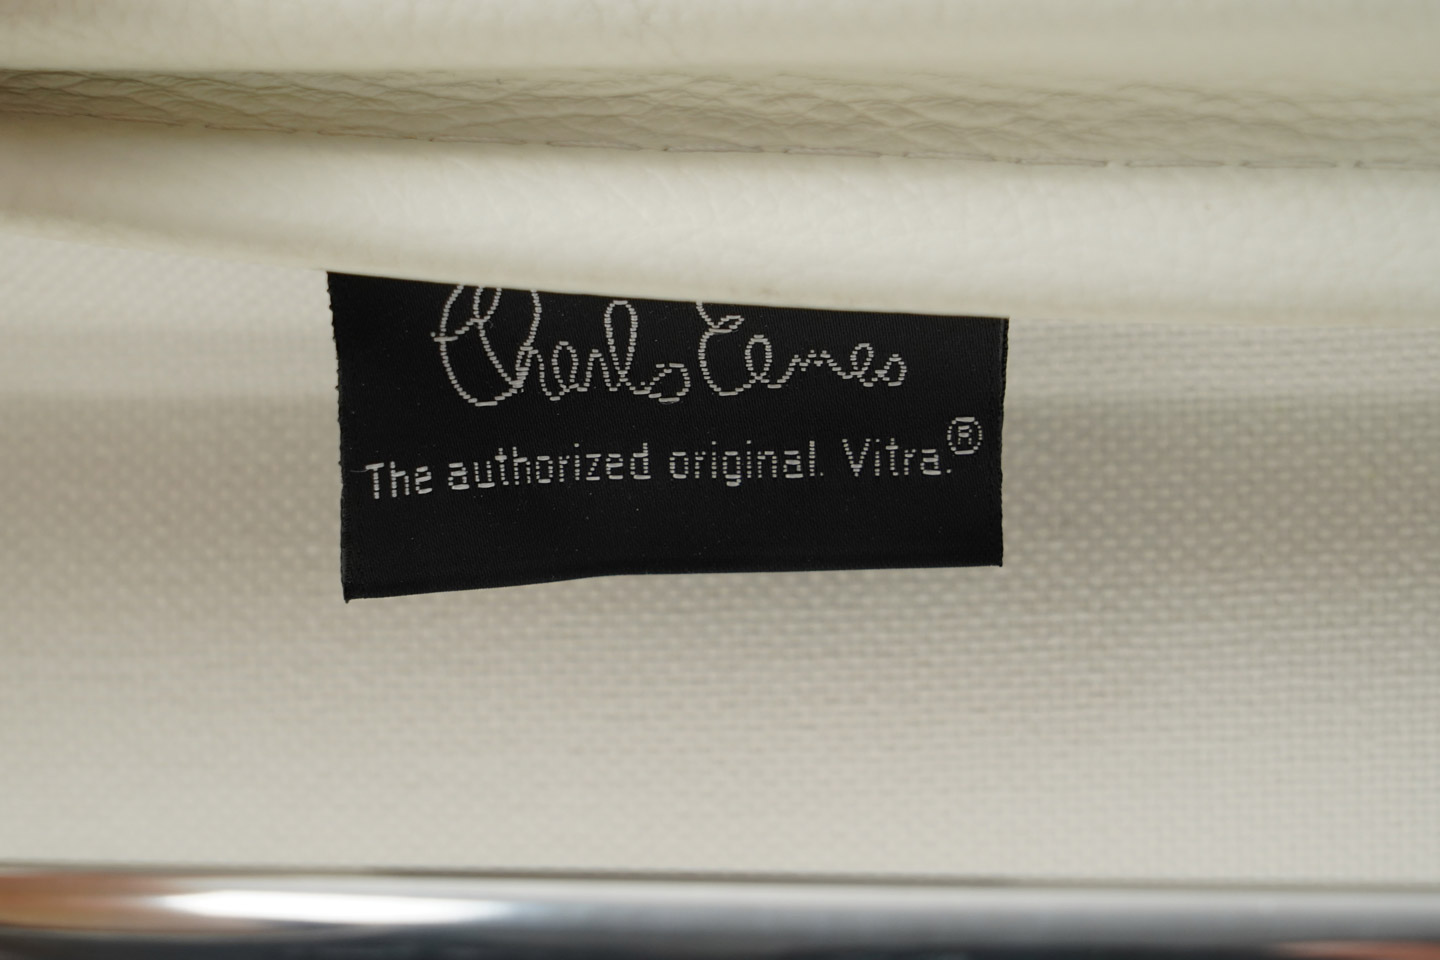 Charles Eames
The authorized original. Vitra.®